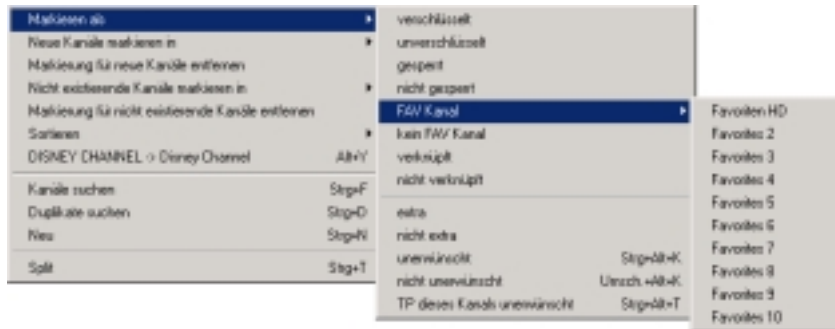 Markieren als
Neue Kanäle markieren in
Markierung für neue Kanäle entfernen
Nicht existierende Kanäle markieren in
Markierung für nicht existierende Kanäle entfernen
Sortieren
DISNEY CHANNEL -> Disney Channel Alt+Y
Kanäle suchen Strg+F
Duplikate suchen Strg+D
Neu Strg+N
Split Strg+T
verschlüsselt
unverschlüsselt
gesperrt
nicht gesperrt
FAV Kanal
kein FAV Kanal
verknüpft
nicht verknüpft
extra
nicht extra
unerwünscht Strg+Alt+K
nicht unerwünscht Umsch.+Alt+K
TP dieses Kanals unerwünscht Strg+Alt+T
Favoriten HD
Favorites 2
Favorites 3
Favorites 4
Favorites 5
Favorites 6
Favorites 7
Favorites 8
Favorites 9
Favorites 10